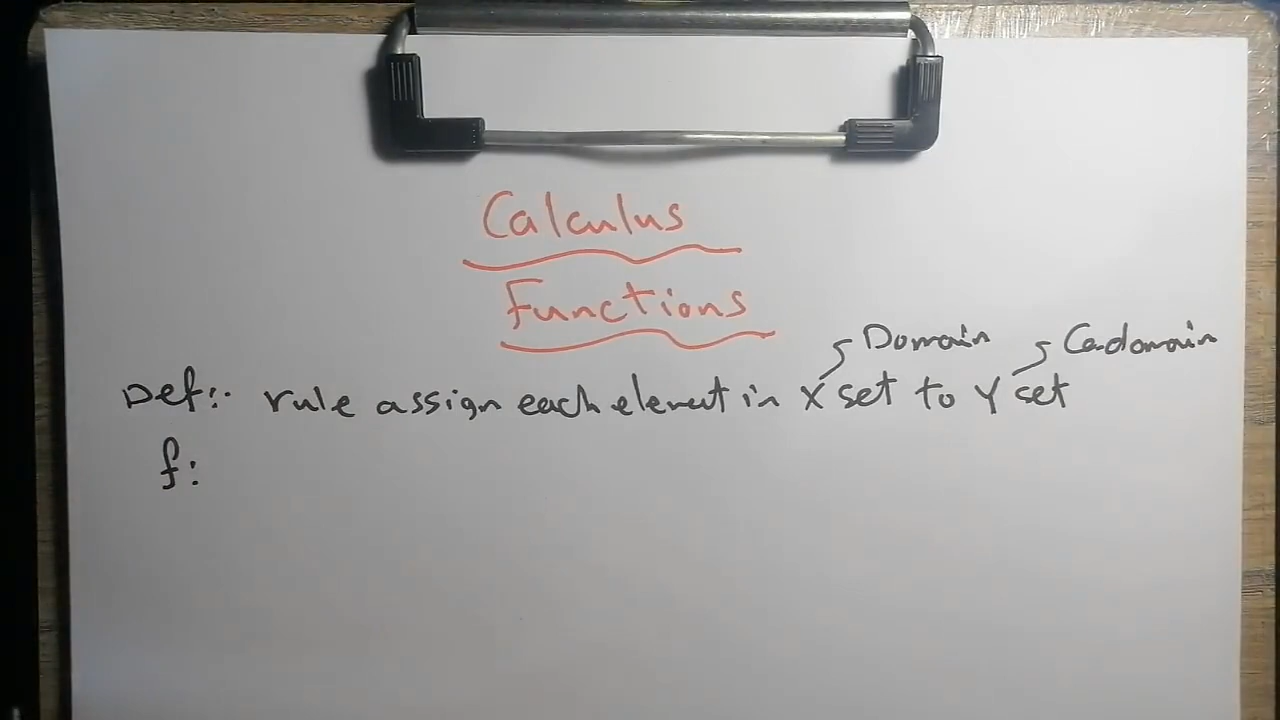 Calculus
Functions
Domain
Codomain
Def:- rule assign each element in X set to Y set
f: